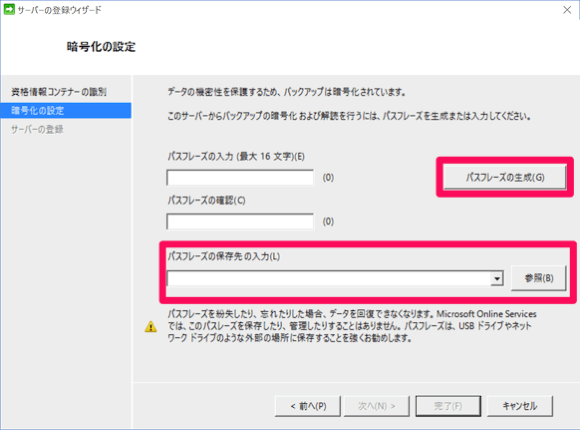 サーバーの登録ウィザード
暗号化の設定
資格情報コンテナーの識別
暗号化の設定
サーバーの登録
データの機密性を保護するため、バックアップは暗号化されています。
このサーバーからバックアップの暗号化 および解読を行うには、パスフレーズを生成または入力してください。
パスフレーズの入力 (最大 16 文字)(E)
(0)
パスフレーズの生成(G)
パスフレーズの確認(C)
(0)
パスフレーズの保存先 の入力(L)
参照(B)
パスフレーズを紛失したり、忘れたりした場合、データを回復できなくなります。Microsoft Online Services
では、このパスレーズを保存したり、管理したりすることはありません。パスフレーズは、USB ドライブやネット
ワーク ドライブのような外部の場所に保存することを強くお勧めします。
< 前へ(P)
次へ(N) >
完了(F)
キャンセル